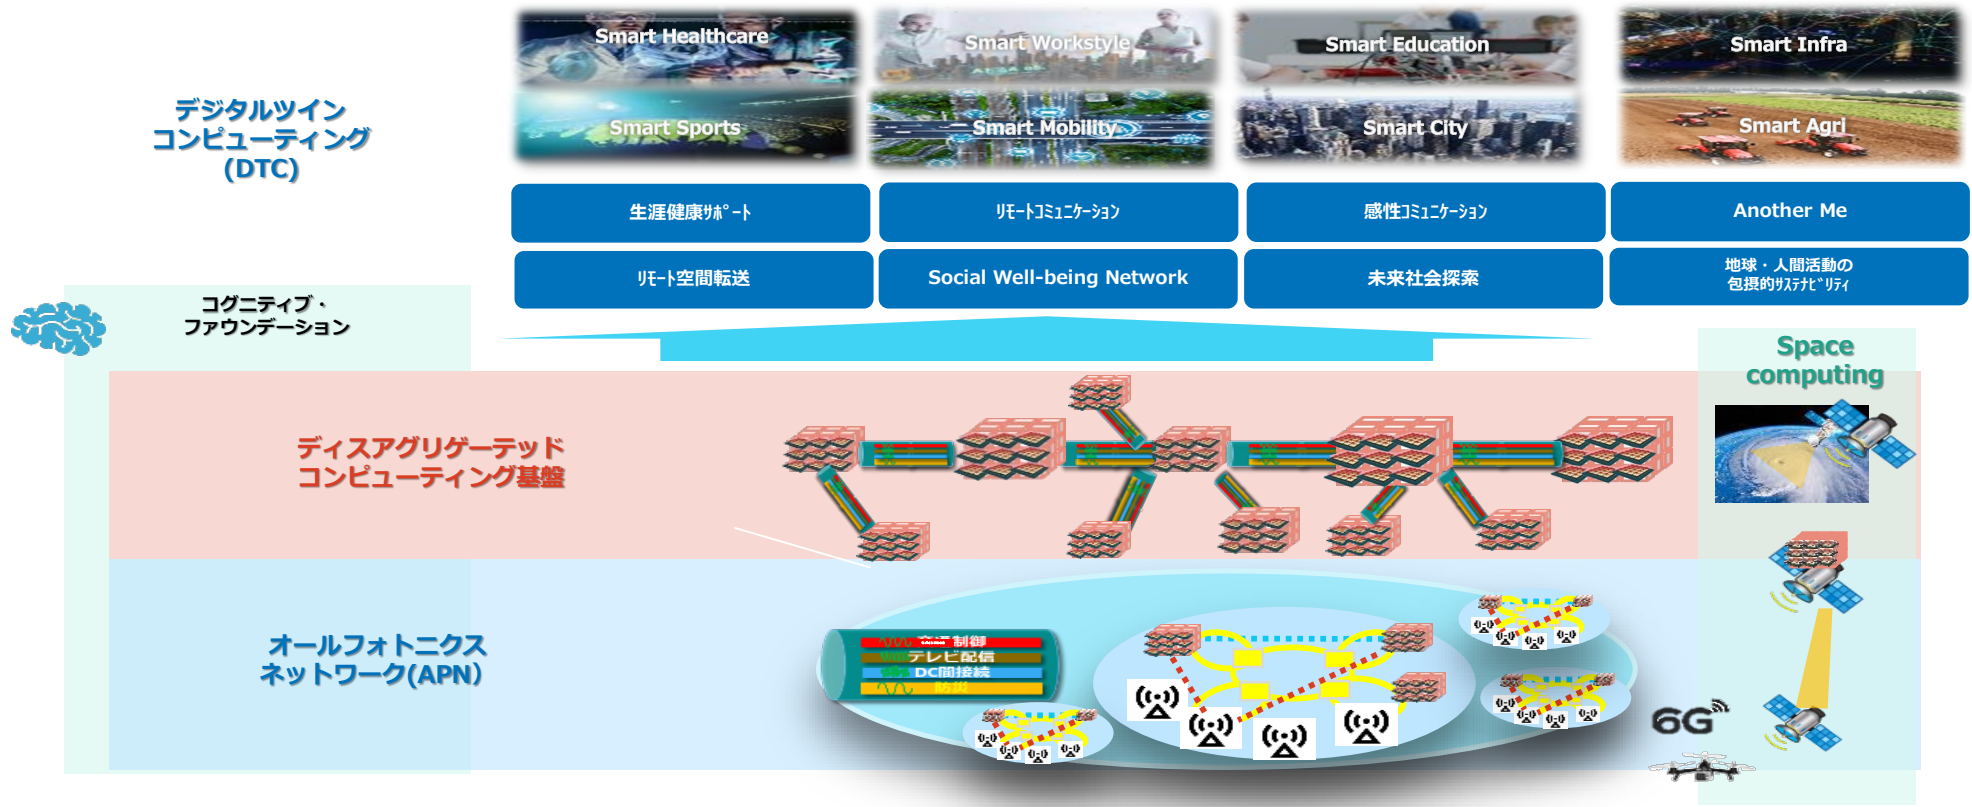 Smart Healthcare
Smart Workstyle
Smart Education
Smart Infra
デジタルツイン
コンピューティング
(DTC)
Smart Sports
Smart Mobility
Smart City
Smart Agri
生涯健康ｻﾎﾟｰﾄ
ﾘﾓｰﾄｺﾐｭﾆｹｰｼｮﾝ
感性ｺﾐｭﾆｹｰｼｮﾝ
Another Me
ﾘﾓｰﾄ空間転送
Social Well-being Network
未来社会探索
地球・人間活動の
包摂的ｻｽﾃﾅﾋﾞﾘﾃｨ
コグニティブ・
ファウンデーション
Space
computing
ディスアグリゲーテッド
コンピューティング基盤
オールフォトニクス
ネットワーク(APN）
制御
テレビ配信
DC間接続
防災
6G